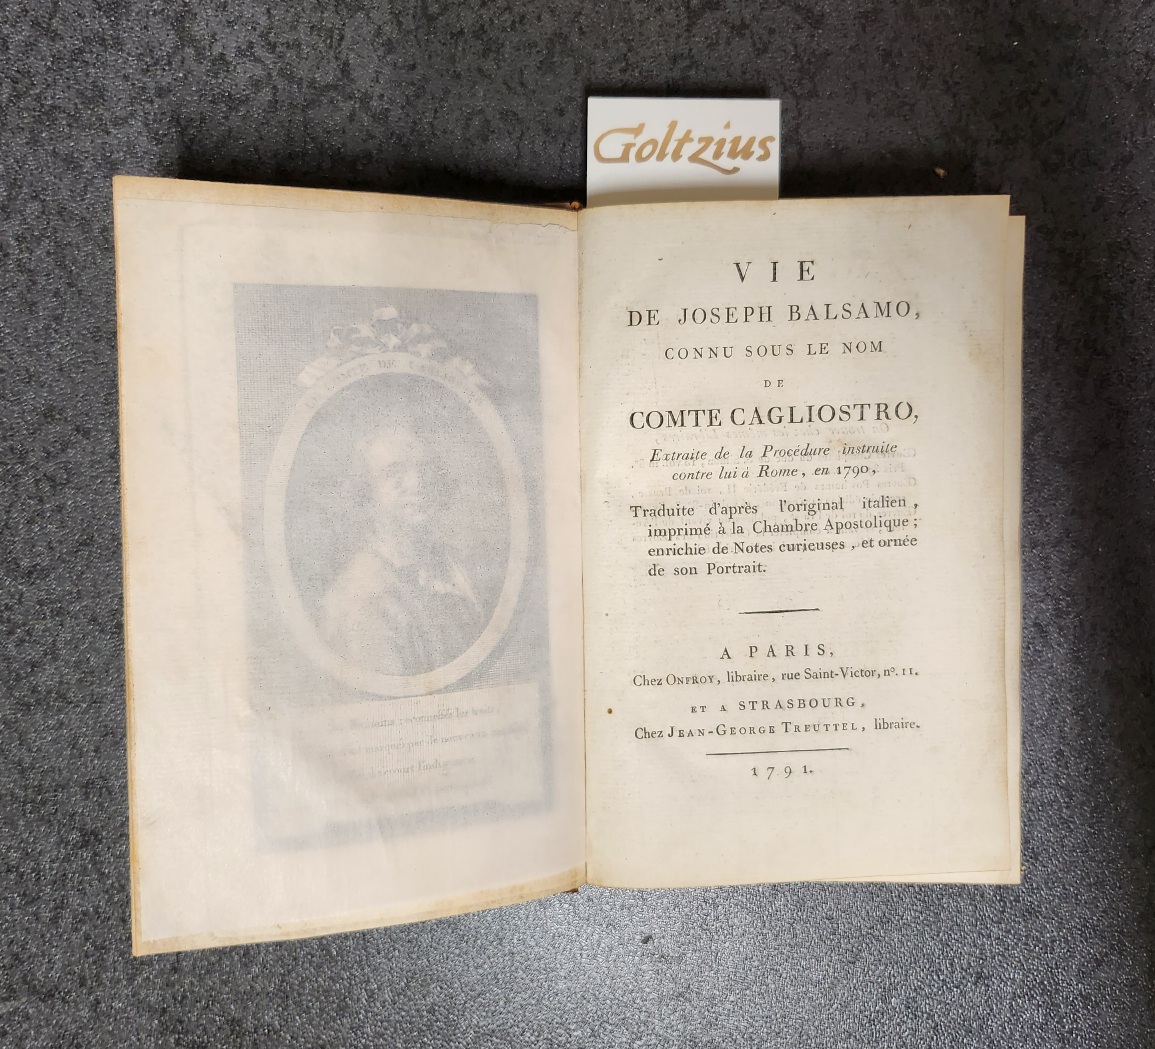 Goltzius
VIE
DE JOSEPH BALSAMO,
CONNU SOUS LE NOM
DE
COMTE CAGLIOSTRO,
Extraite de la Procédure instruite
contre lui à Rome, en 1790,
Traduite d'après l'original italien,
imprimé à la Chambre Apostolique;
enrichie de Notes curieuses, et ornée
de son Portrait.
A PARIS,
Chez ONFROY, libraire, rue Saint-Victor, n°. 11.
ET A STRASBOURG,
Chez JEAN-GEORGE TREUTTEL, libraire.
1791.